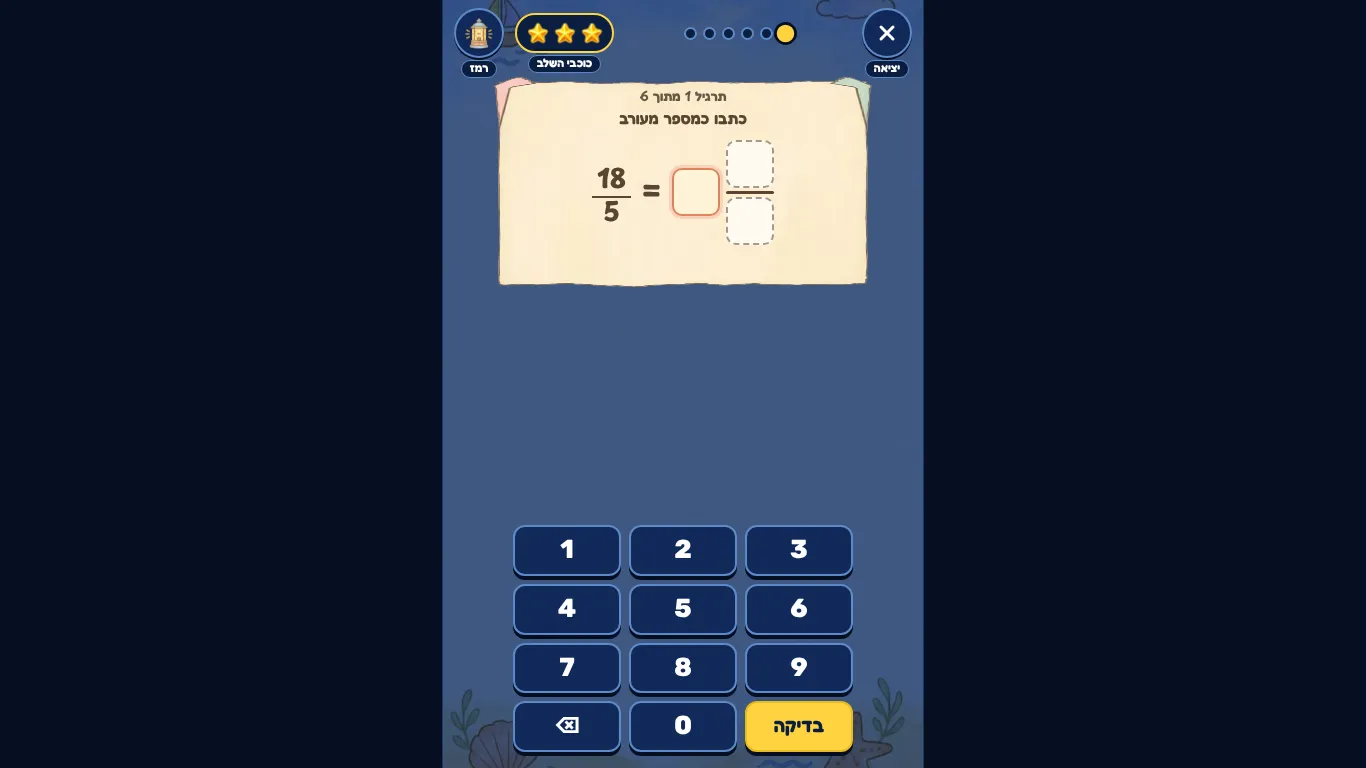 רמז
כוכבי השלב
יציאה
תרגיל 1 מתוך 6
כתבו כמספר מעורב
18/5 =
1 2 3
4 5 6
7 8 9
0 בדיקה